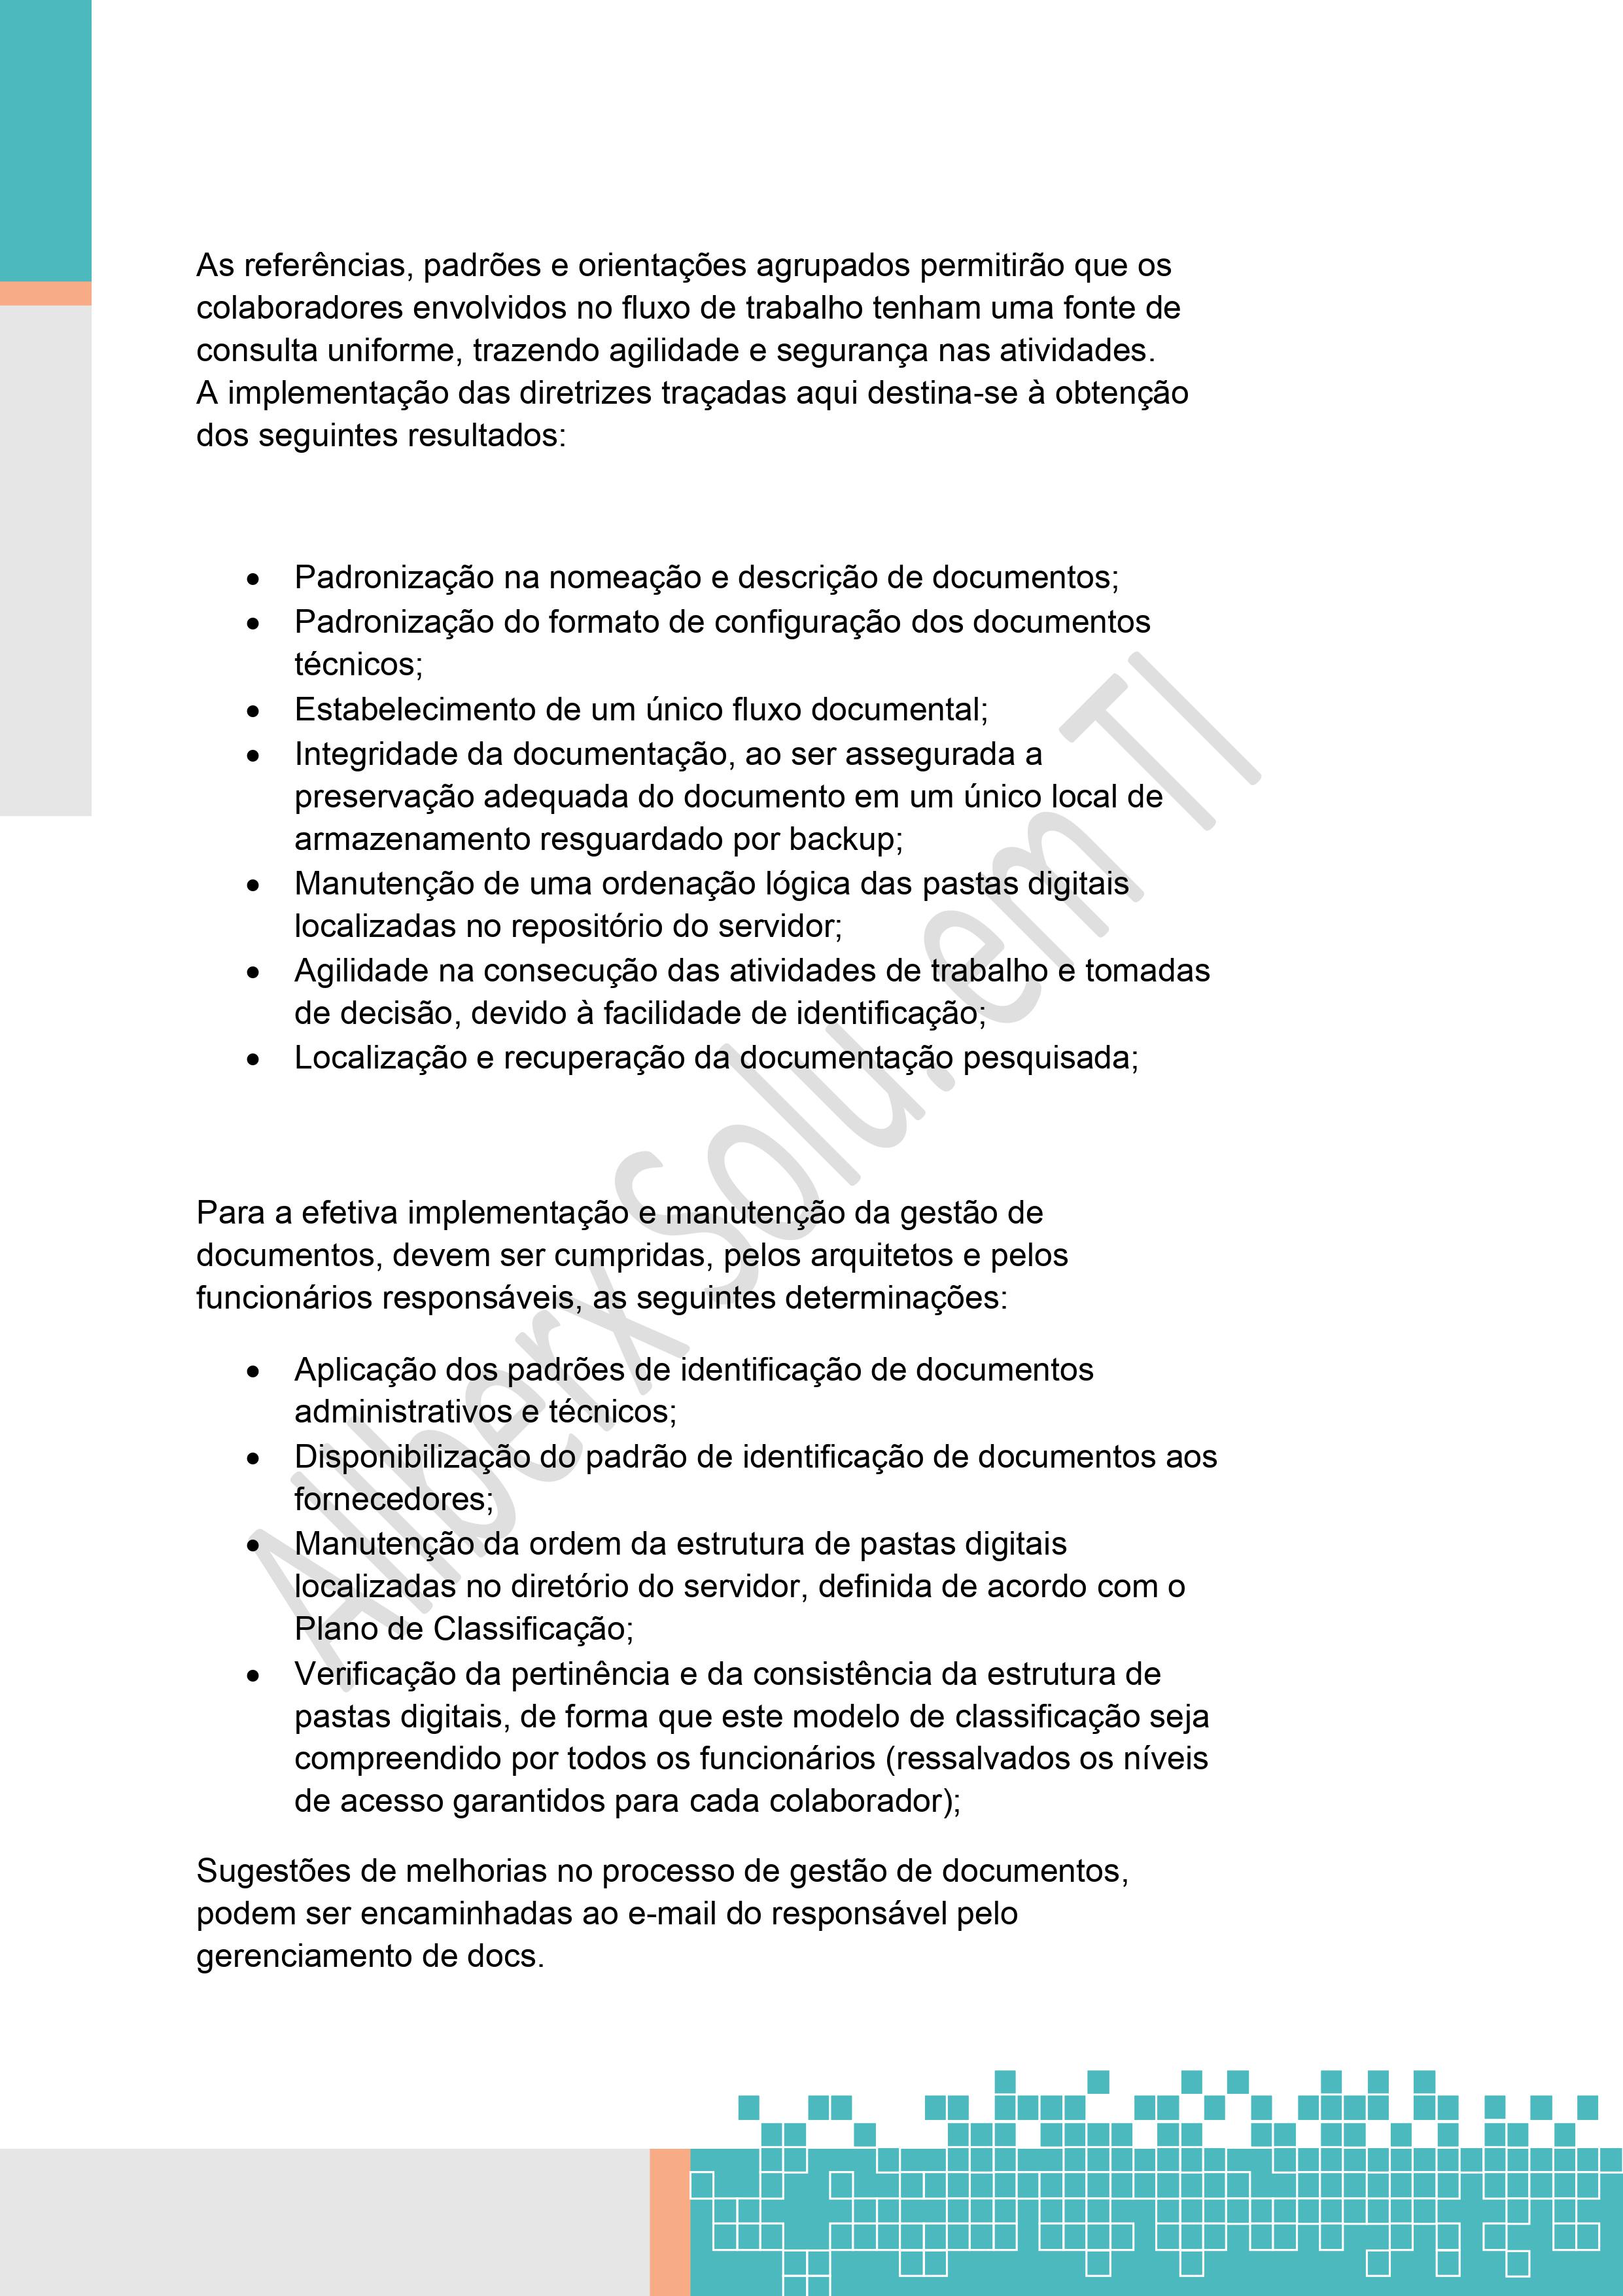 As referências, padrões e orientações agrupados permitirão que os
colaboradores envolvidos no fluxo de trabalho tenham uma fonte de
consulta uniforme, trazendo agilidade e segurança nas atividades.
A implementação das diretrizes traçadas aqui destina-se à obtenção
dos seguintes resultados:
• Padronização na nomeação e descrição de documentos;
• Padronização do formato de configuração dos documentos
técnicos;
• Estabelecimento de um único fluxo documental;
• Integridade da documentação, ao ser assegurada a
preservação adequada do documento em um único local de
armazenamento resguardado por backup;
• Manutenção de uma ordenação lógica das pastas digitais
localizadas no repositório do servidor;
• Agilidade na consecução das atividades de trabalho e tomadas
de decisão, devido à facilidade de identificação;
• Localização e recuperação da documentação pesquisada;
Para a efetiva implementação e manutenção da gestão de
documentos, devem ser cumpridas, pelos arquitetos e pelos
funcionários responsáveis, as seguintes determinações:
• Aplicação dos padrões de identificação de documentos
administrativos e técnicos;
• Disponibilização do padrão de identificação de documentos aos
fornecedores;
• Manutenção da ordem da estrutura de pastas digitais
localizadas no diretório do servidor, definida de acordo com o
Plano de Classificação;
• Verificação da pertinência e da consistência da estrutura de
pastas digitais, de forma que este modelo de classificação seja
compreendido por todos os funcionários (ressalvados os níveis
de acesso garantidos para cada colaborador);
Sugestões de melhorias no processo de gestão de documentos,
podem ser encaminhadas ao e-mail do responsável pelo
gerenciamento de docs.
Alberx Solu. em TI